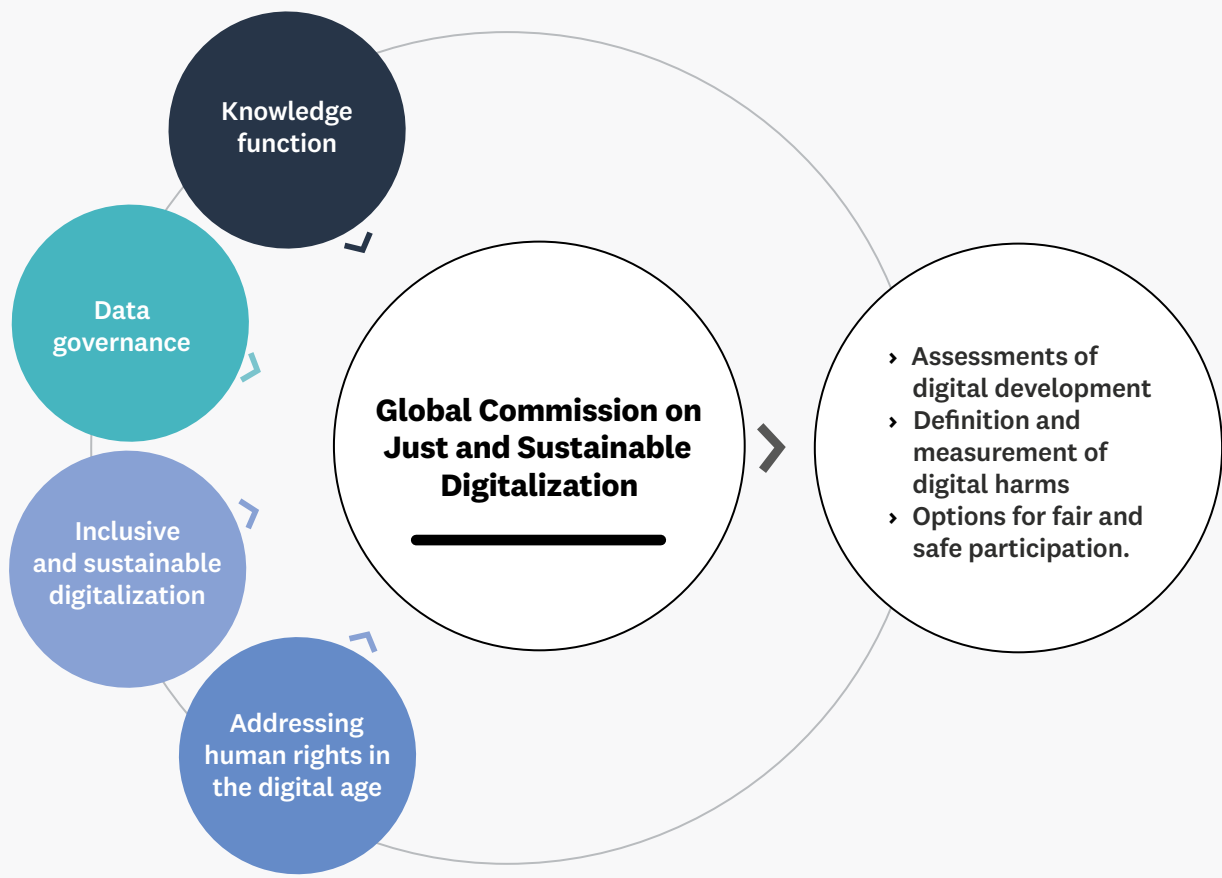 Knowledge
function
Data
governance
Inclusive
and sustainable
digitalization
Addressing
human rights in
the digital age
Global Commission on
Just and Sustainable
Digitalization
› Assessments of
digital development
› Definition and
measurement of
digital harms
› Options for fair and
safe participation.